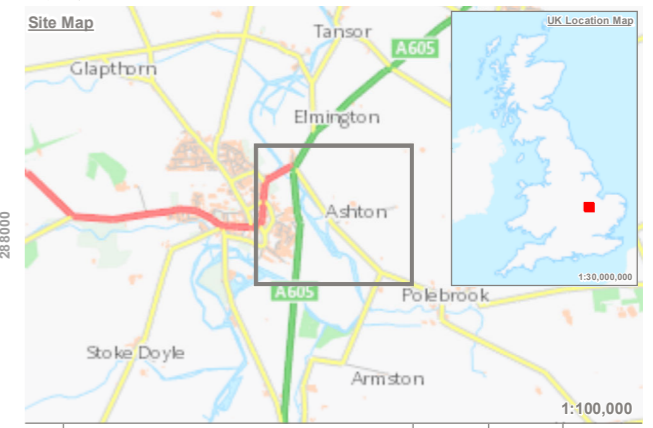 Site Map
UK Location Map
Tansor
A605
Glapthorn
Elmington
Ashton
288000
1:30,000,000
A605
Polebrook
Stoke Doyle
Armston
1:100,000